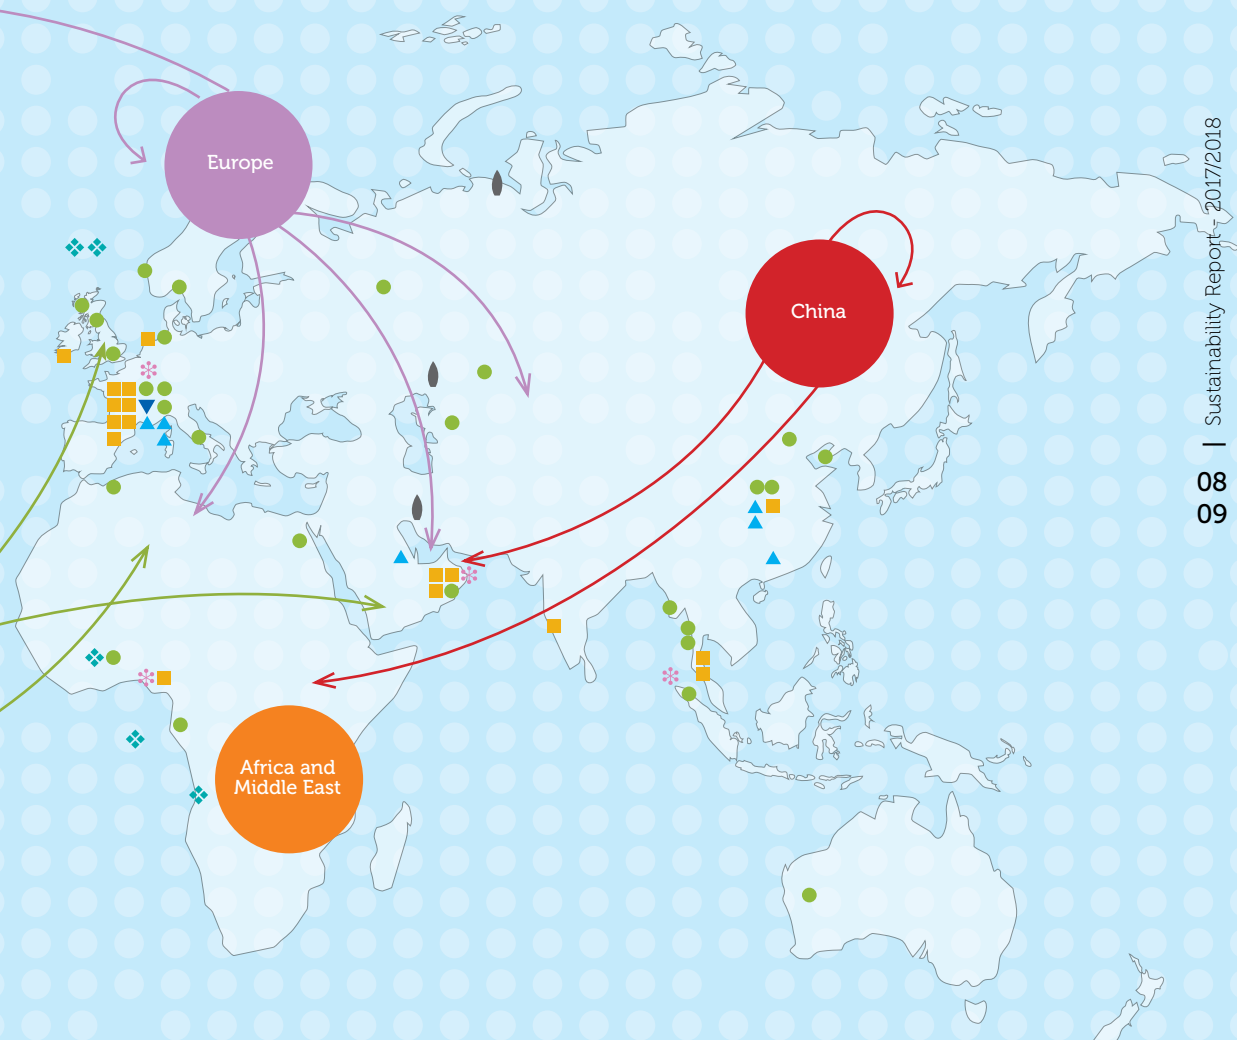 Europe
China
Africa and
Middle East
Sustainability Report - 2017/2018
08
09